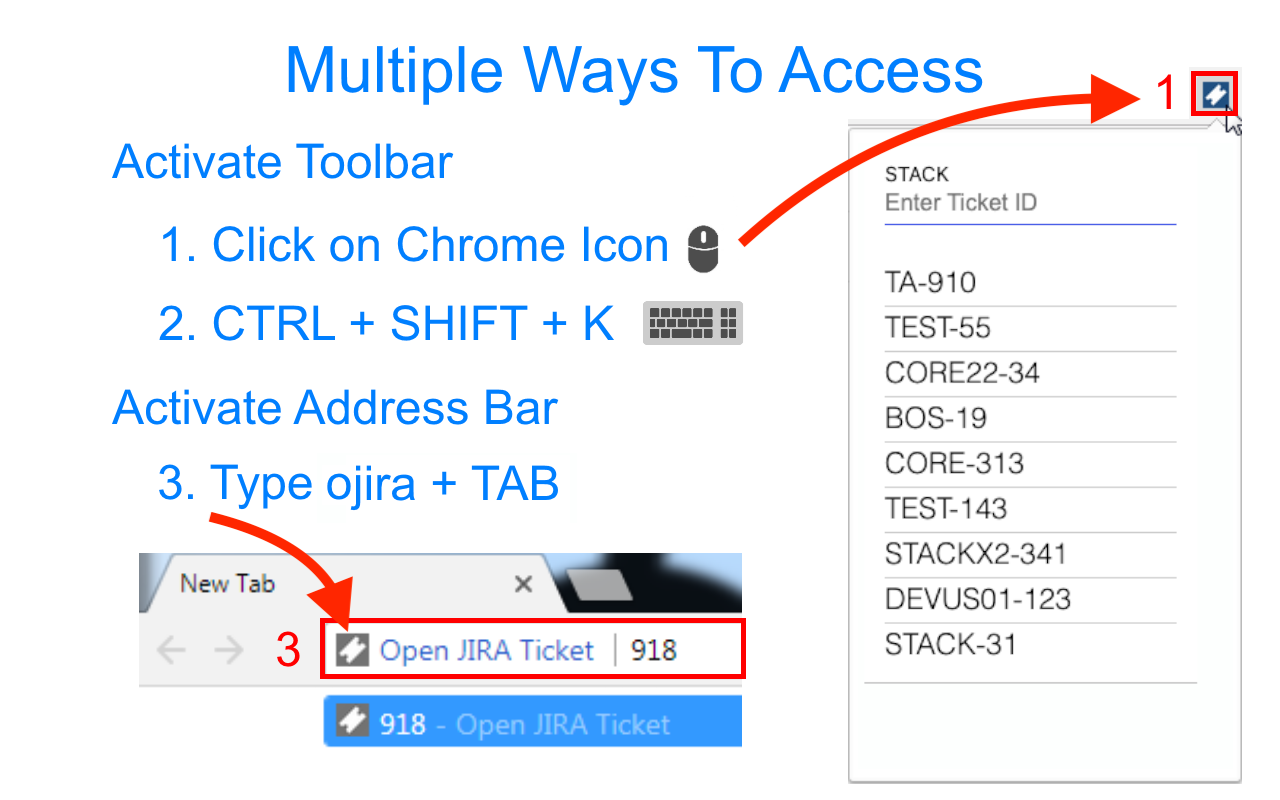 Multiple Ways To Access
Activate Toolbar
1. Click on Chrome Icon
2. CTRL + SHIFT + K
Activate Address Bar
3. Type ojira + TAB
New Tab
3
Open JIRA Ticket | 918
918 - Open JIRA Ticket
1
STACK
Enter Ticket ID
TA-910
TEST-55
CORE22-34
BOS-19
CORE-313
TEST-143
STACKX2-341
DEVUS01-123
STACK-31